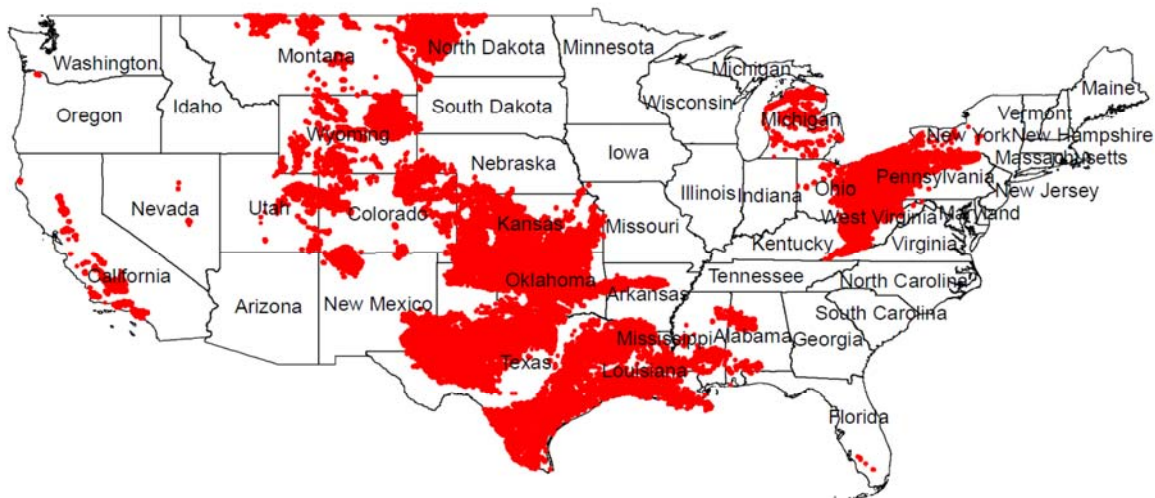 Washington
Montana
North Dakota
Minnesota
Michigan
Maine
Oregon
Idaho
South Dakota
Wisconsin
Michigan
Vermont
Wyoming
New York
New Hampshire
Nebraska
Iowa
Massachusetts
Nevada
Utah
Colorado
Illinois
Indiana
Ohio
Pennsylvania
New Jersey
Kansas
Missouri
West Virginia
Maryland
Kentucky
Virginia
California
Oklahoma
Tennessee
North Carolina
Arizona
New Mexico
Arkansas
South Carolina
Mississippi
Alabama
Georgia
Texas
Louisiana
Florida